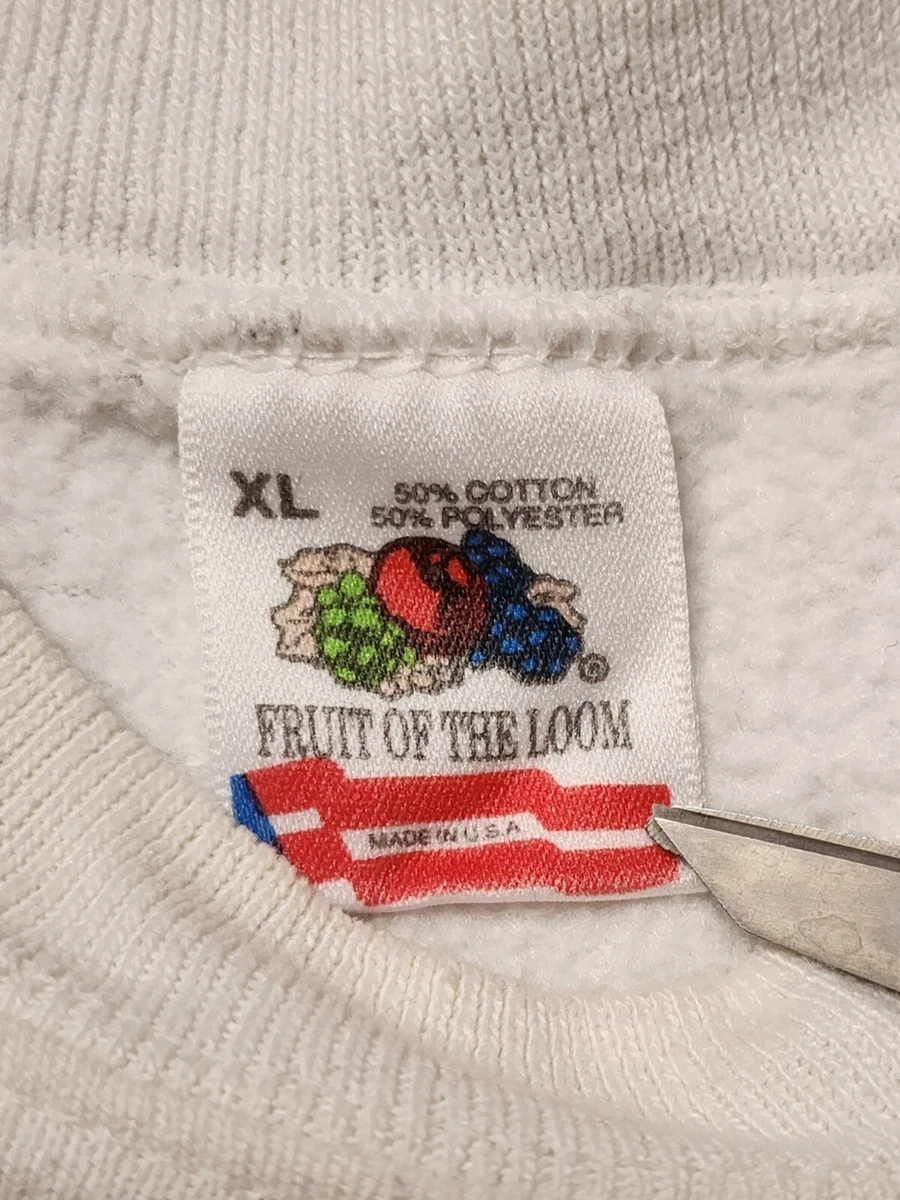 XL
50% COTTON
50% POLYESTER
®
FRUIT OF THE LOOM
MADE IN U.S.A